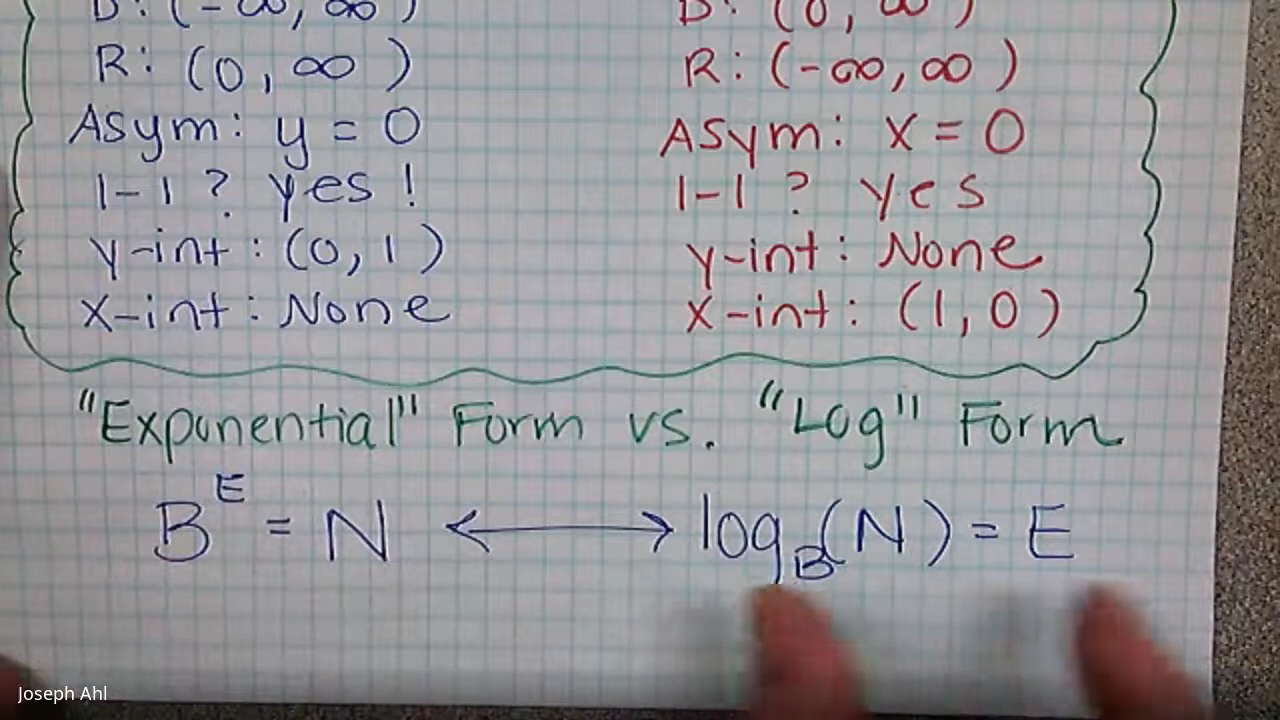 D: (-∞, ∞) D: (0, ∞)
R: (0, ∞) R: (-∞, ∞)
Asym: y = 0 Asym: x = 0
1-1 ? yes! 1-1 ? yes
y-int: (0, 1) y-int: None
x-int: None x-int: (1, 0)
"Exponential" Form vs. "Log" Form
B^E = N ⟷ log_B(N) = E
Joseph Ahl